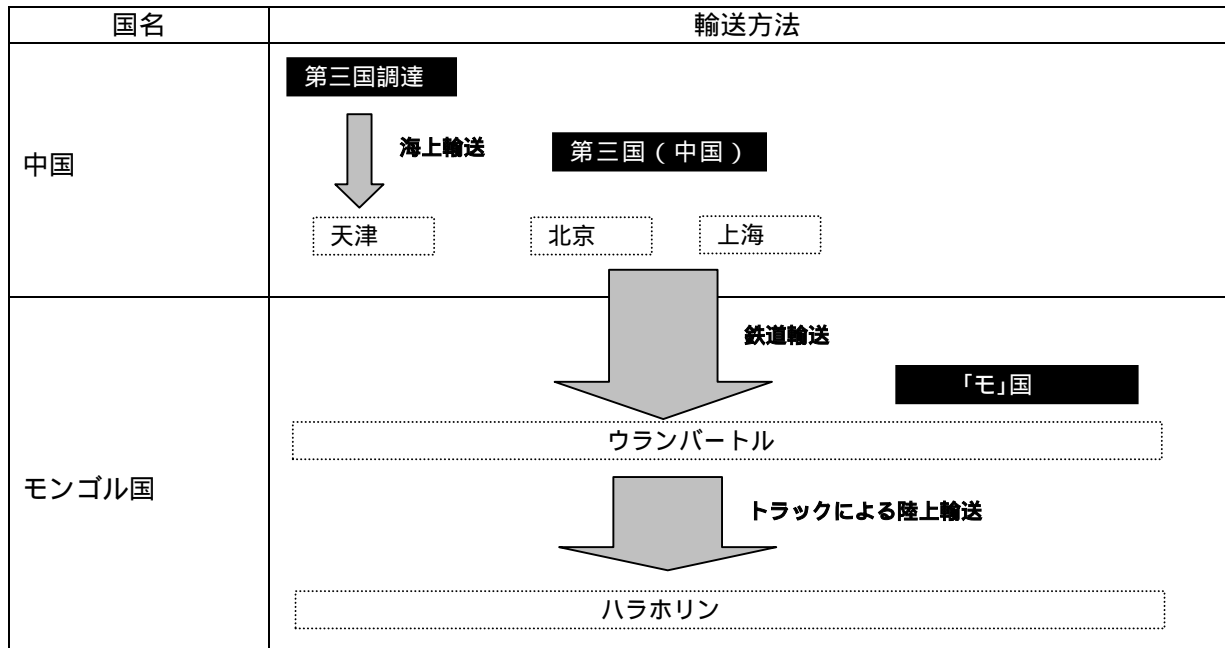 国名
輸送方法
中国
第三国調達
海上輸送
第三国(中国)
天津
北京
上海
モンゴル国
鉄道輸送
｢モ｣国
ウランバートル
トラックによる陸上輸送
ハラホリン